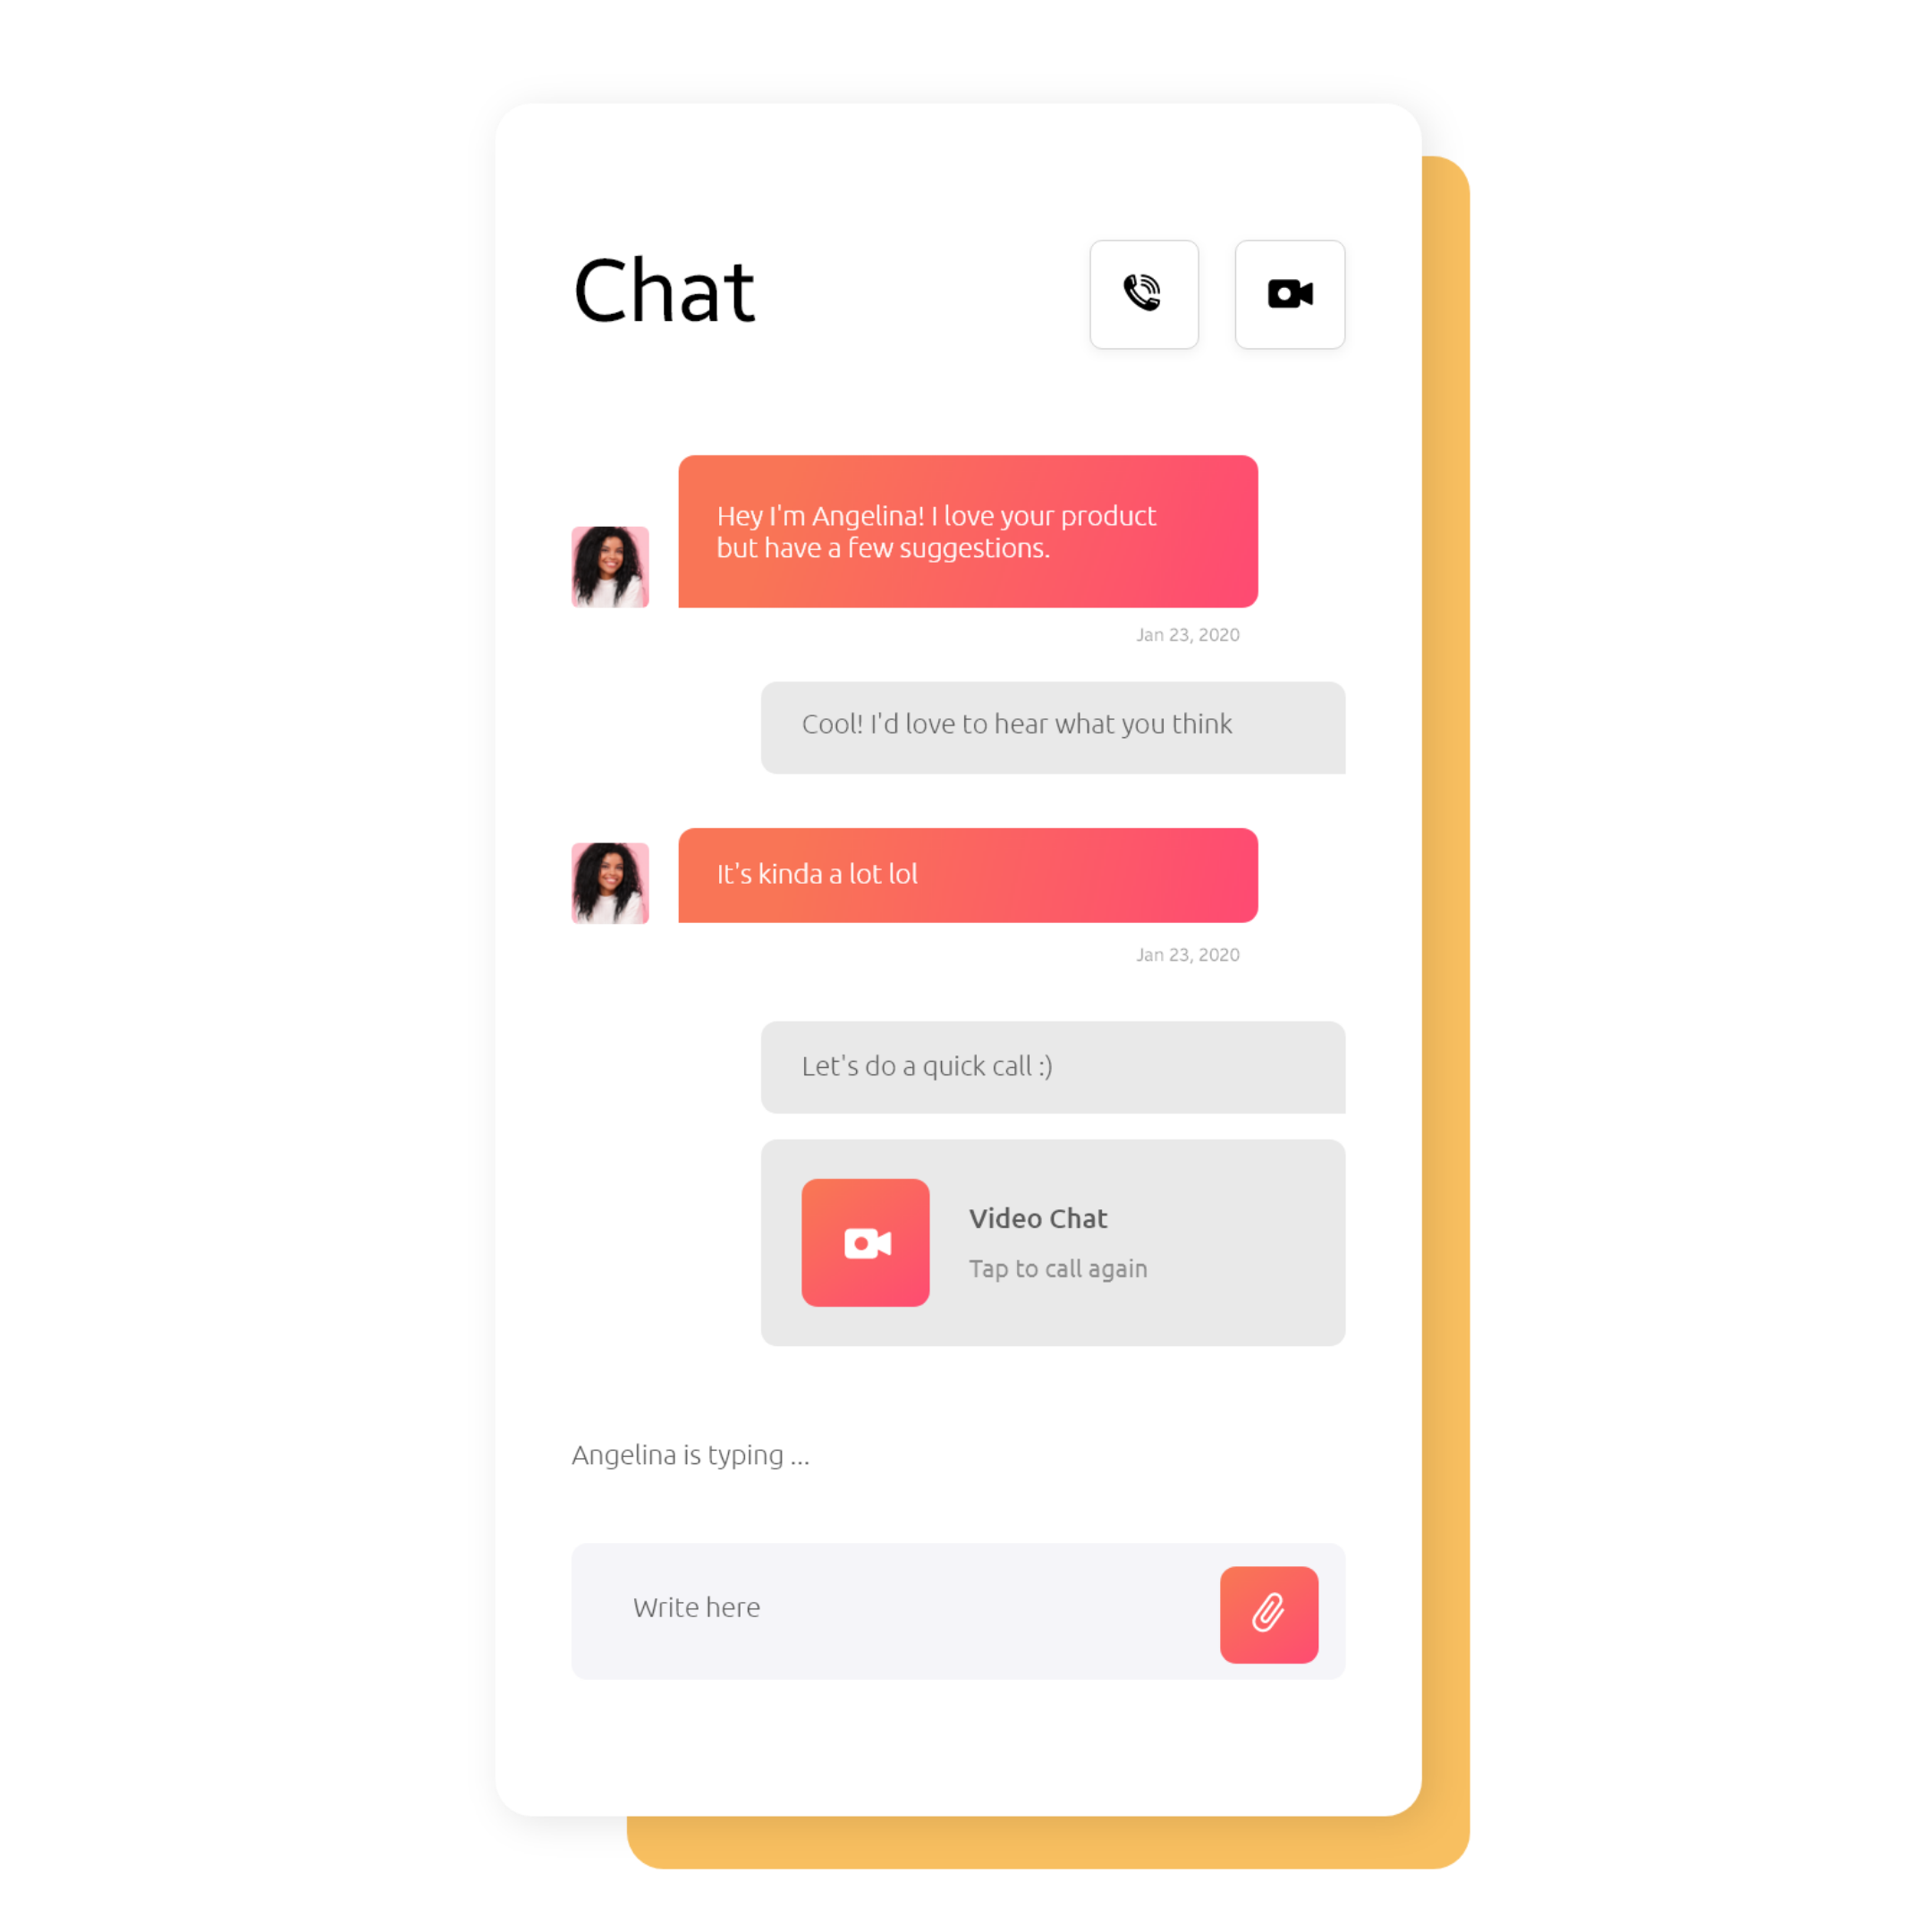 Chat
Hey I'm Angelina! I love your product
but have a few suggestions.
Jan 23, 2020
Cool! I'd love to hear what you think
It's kinda a lot lol
Jan 23, 2020
Let's do a quick call :)
Video Chat
Tap to call again
Angelina is typing ...
Write here